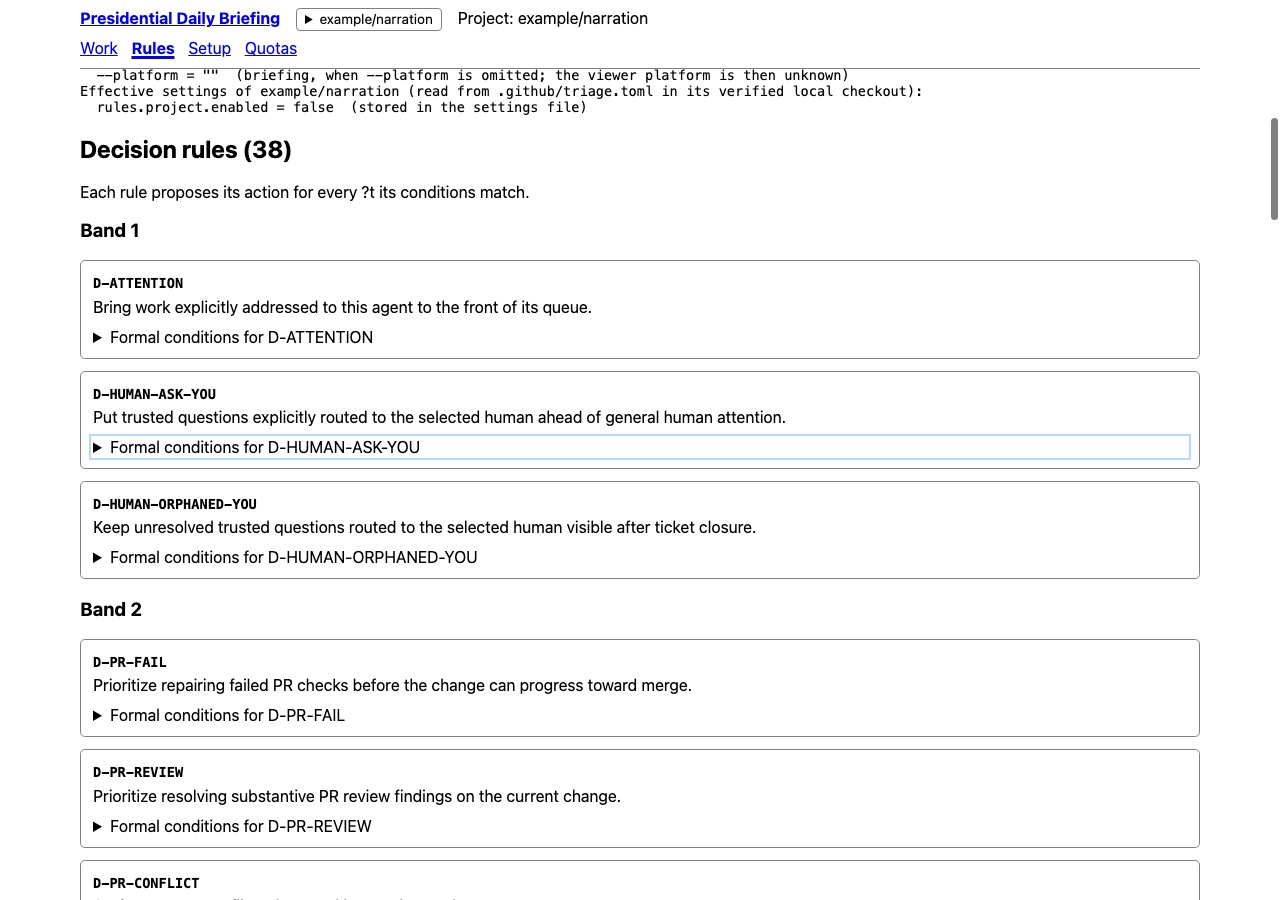 Presidential Daily Briefing
example/narration
Project: example/narration
Work
Rules
Setup
Quotas
--platform = "" (briefing, when --platform is omitted; the viewer platform is then unknown)
Effective settings of example/narration (read from .github/triage.toml in its verified local checkout):
rules.project.enabled = false (stored in the settings file)
Decision rules (38)
Each rule proposes its action for every ?t its conditions match.
Band 1
D-ATTENTION
Bring work explicitly addressed to this agent to the front of its queue.
Formal conditions for D-ATTENTION
D-HUMAN-ASK-YOU
Put trusted questions explicitly routed to the selected human ahead of general human attention.
Formal conditions for D-HUMAN-ASK-YOU
D-HUMAN-ORPHANED-YOU
Keep unresolved trusted questions routed to the selected human visible after ticket closure.
Formal conditions for D-HUMAN-ORPHANED-YOU
Band 2
D-PR-FAIL
Prioritize repairing failed PR checks before the change can progress toward merge.
Formal conditions for D-PR-FAIL
D-PR-REVIEW
Prioritize resolving substantive PR review findings on the current change.
Formal conditions for D-PR-REVIEW
D-PR-CONFLICT